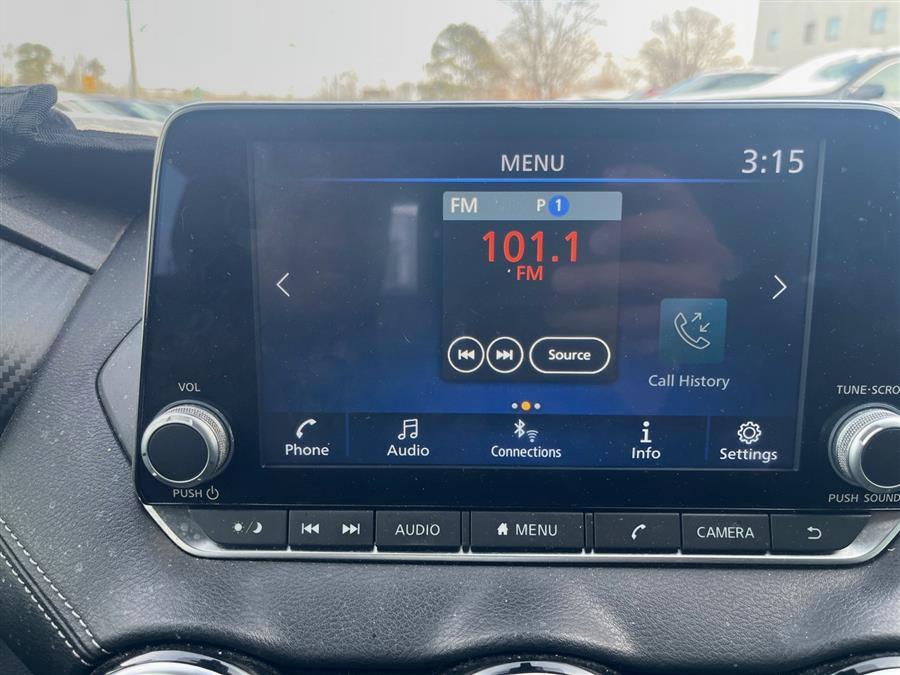 MENU 3:15
FM P 1
101.1
FM
Source
Call History
VOL
TUNE·SCRO
Phone Audio Connections Info Settings
PUSH
PUSH SOUND
AUDIO MENU CAMERA